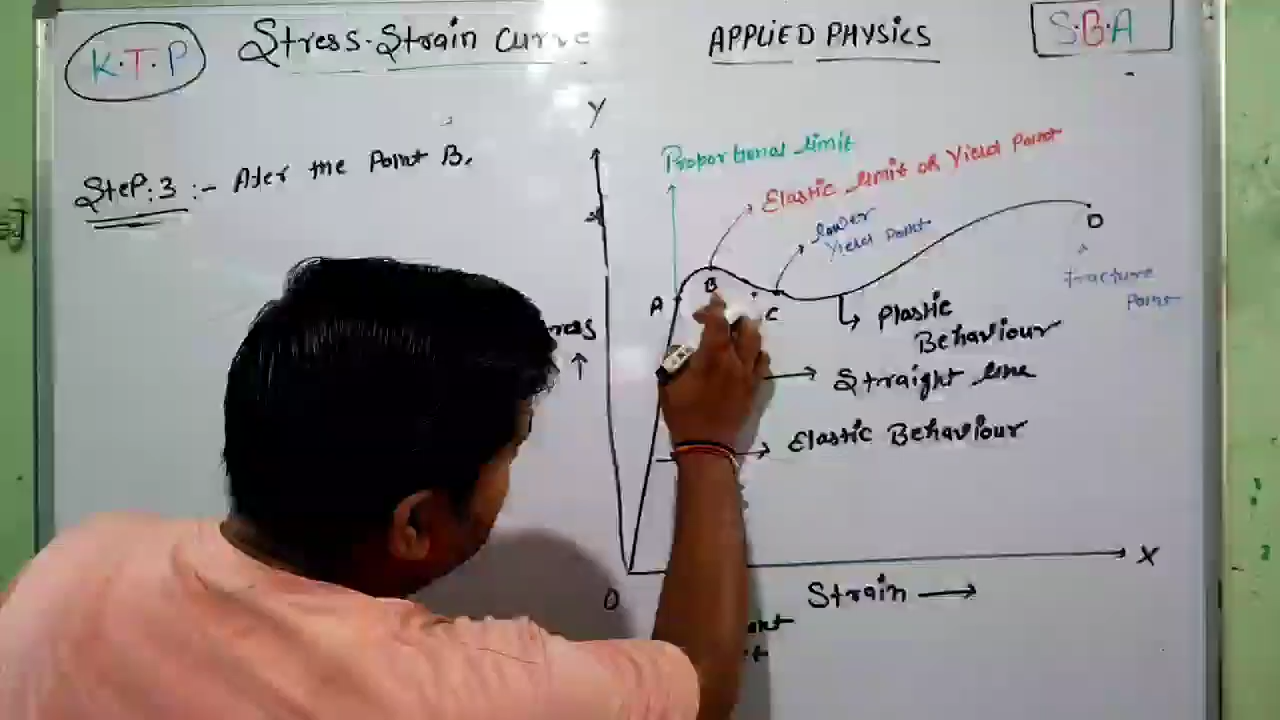 K.T.P
Stress-Strain Curve
APPLIED PHYSICS
S.G.A
SteP:3 :- Ater the Point B.
Y
Proportional limit
Elastic limit or Yield Point
lower
Yield Point
A
B
C
D
fracture
Point
Plastic
Behaviour
Straight line
Elastic Behaviour
X
O
Strain